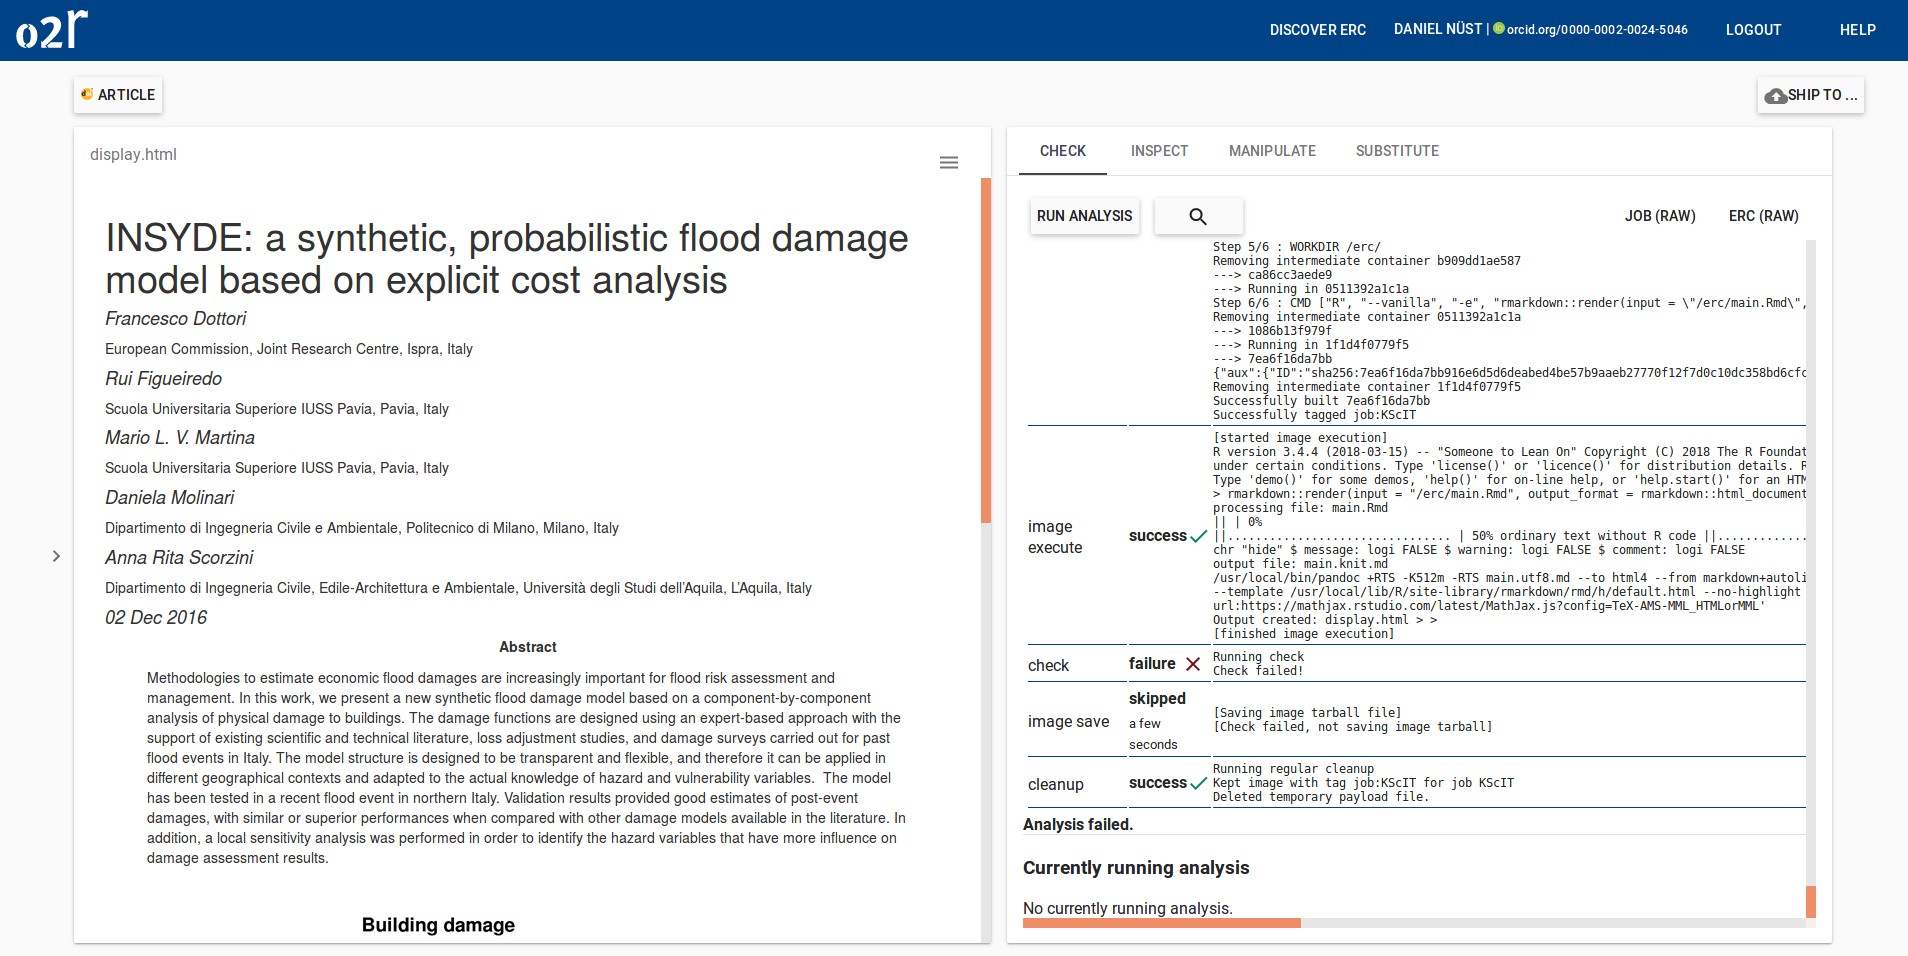 o2r
DISCOVER ERC
DANIEL NÜST | orcid.org/0000-0002-0024-5046
LOGOUT
HELP
ARTICLE
SHIP TO ...
display.html
INSYDE: a synthetic, probabilistic flood damage
model based on explicit cost analysis
Francesco Dottori
European Commission, Joint Research Centre, Ispra, Italy
Rui Figueiredo
Scuola Universitaria Superiore IUSS Pavia, Pavia, Italy
Mario L. V. Martina
Scuola Universitaria Superiore IUSS Pavia, Pavia, Italy
Daniela Molinari
Dipartimento di Ingegneria Civile e Ambientale, Politecnico di Milano, Milano, Italy
Anna Rita Scorzini
Dipartimento di Ingegneria Civile, Edile-Architettura e Ambientale, Università degli Studi dell'Aquila, L'Aquila, Italy
02 Dec 2016
Abstract
Methodologies to estimate economic flood damages are increasingly important for flood risk assessment and
management. In this work, we present a new synthetic flood damage model based on a component-by-component
analysis of physical damage to buildings. The damage functions are designed using an expert-based approach with the
support of existing scientific and technical literature, loss adjustment studies, and damage surveys carried out for past
flood events in Italy. The model structure is designed to be transparent and flexible, and therefore it can be applied in
different geographical contexts and adapted to the actual knowledge of hazard and vulnerability variables. The model
has been tested in a recent flood event in northern Italy. Validation results provided good estimates of post-event
damages, with similar or superior performances when compared with other damage models available in the literature. In
addition, a local sensitivity analysis was performed in order to identify the hazard variables that have more influence on
damage assessment results.
Building damage
CHECK
INSPECT
MANIPULATE
SUBSTITUTE
RUN ANALYSIS
JOB (RAW)
ERC (RAW)
Step 5/6 : WORKDIR /erc/
Removing intermediate container b909dd1ae587
---> ca86cc3aede9
---> Running in 0511392a1c1a
Step 6/6 : CMD ["R", "--vanilla", "-e", "rmarkdown::render(input = \"/erc/main.Rmd\",
Removing intermediate container 0511392a1c1a
---> 1086b13f979f
---> Running in 1f1d4f0779f5
---> 7ea6f16da7bb
{"aux":{"ID":"sha256:7ea6f16da7bb916e6d5d6deabed4be57b9aaeb27770f12f7d0c10dc358bd6cfc
Removing intermediate container 1f1d4f0779f5
Successfully built 7ea6f16da7bb
Successfully tagged job:KScIT
image
execute
success
[started image execution]
R version 3.4.4 (2018-03-15) -- "Someone to Lean On" Copyright (C) 2018 The R Foundat
under certain conditions. Type 'license()' or 'licence()' for distribution details. R
Type 'demo()' for some demos, 'help()' for on-line help, or 'help.start()' for an HTM
> rmarkdown::render(input = "/erc/main.Rmd", output_format = rmarkdown::html_document
processing file: main.Rmd
|| | 0%
||............................... | 50% ordinary text without R code ||.............
chr "hide" $ message: logi FALSE $ warning: logi FALSE $ comment: logi FALSE
output file: main.knit.md
/usr/local/bin/pandoc +RTS -K512m -RTS main.utf8.md --to html4 --from markdown+autoli
--template /usr/local/lib/R/site-library/rmarkdown/rmd/h/default.html --no-highlight
url:https://mathjax.rstudio.com/latest/MathJax.js?config=TeX-AMS-MML_HTMLorMML'
Output created: display.html > >
[finished image execution]
check
failure
Running check
Check failed!
image save
skipped
a few
seconds
[Saving image tarball file]
[Check failed, not saving image tarball]
cleanup
success
Running regular cleanup
Kept image with tag job:KScIT for job KScIT
Deleted temporary payload file.
Analysis failed.
Currently running analysis
No currently running analysis.